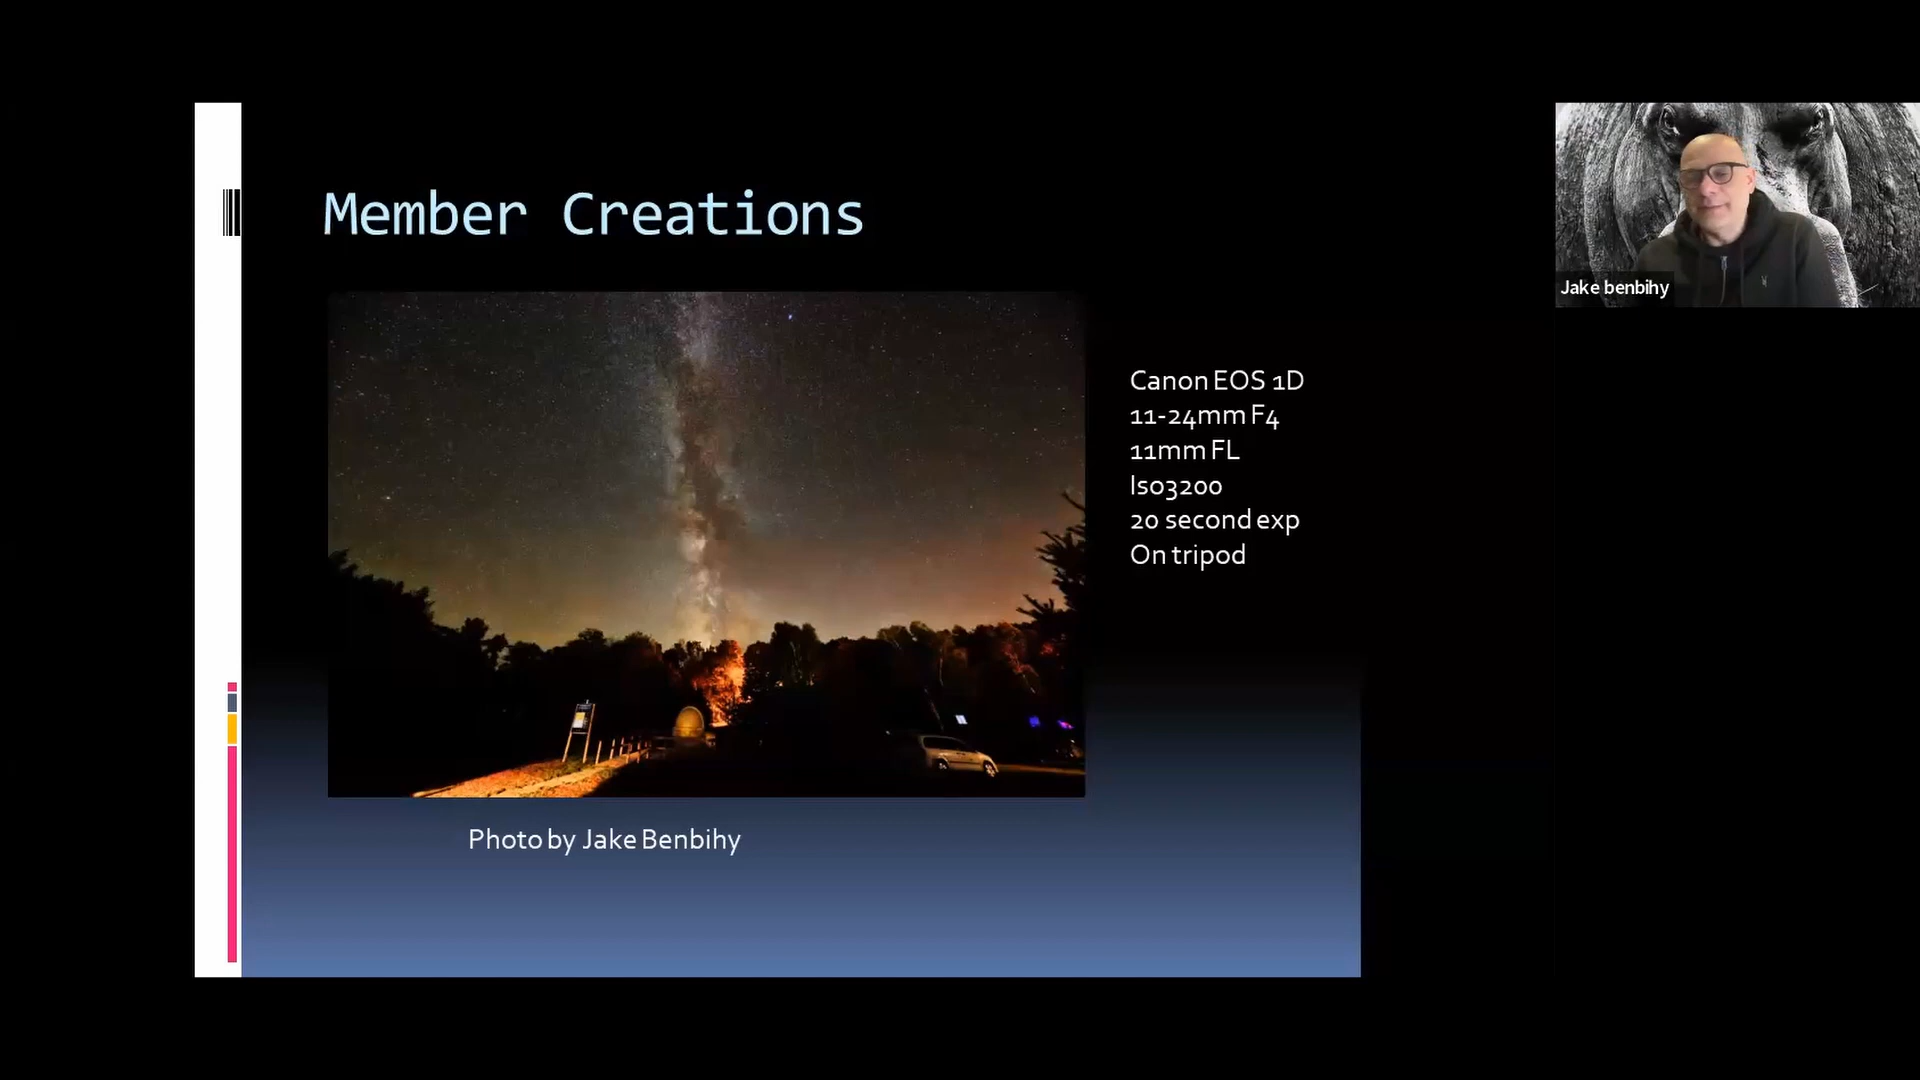 Member Creations
Jake benbihy
Canon EOS 1D
11-24mm F4
11mm FL
Iso3200
20 second exp
On tripod
Photo by Jake Benbihy